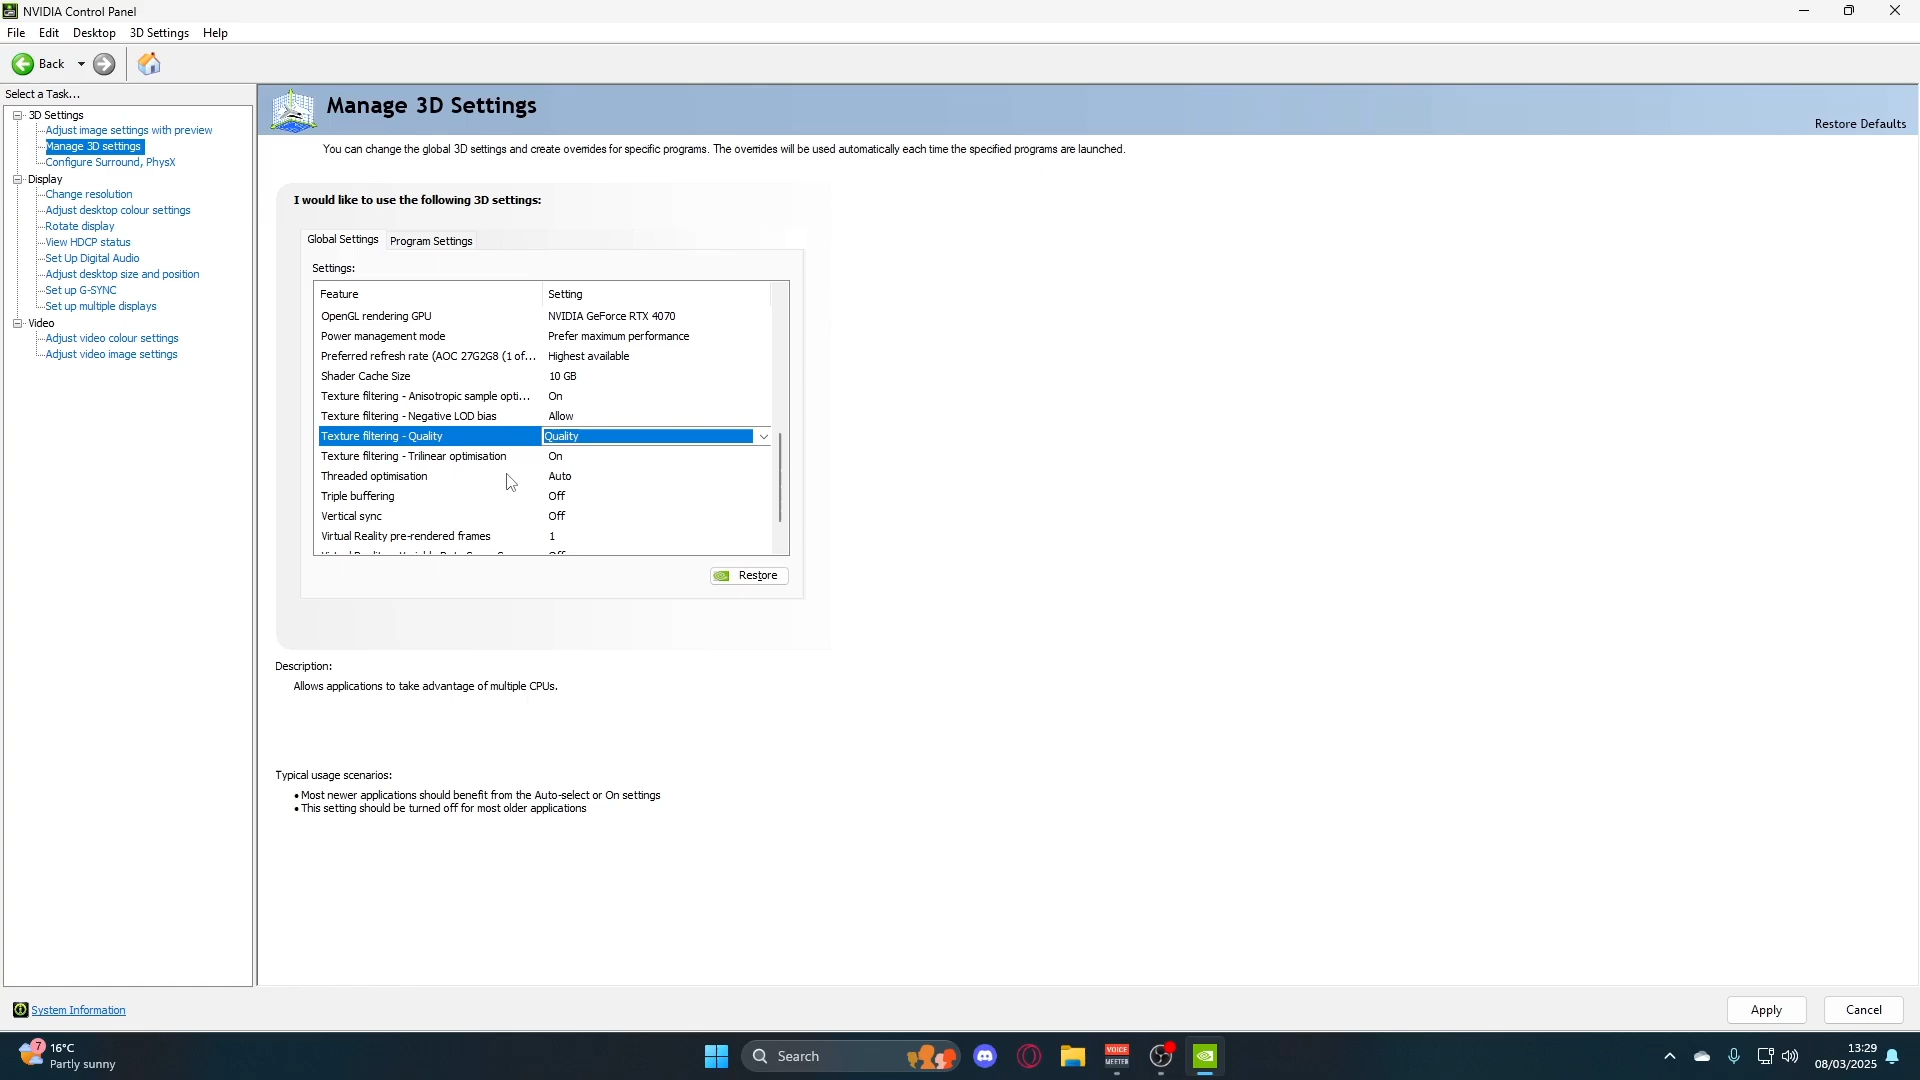 NVIDIA Control Panel
File Edit Desktop 3D Settings Help
Back
Select a Task...
3D Settings
Adjust image settings with preview
Manage 3D settings
Configure Surround, PhysX
Display
Change resolution
Adjust desktop colour settings
Rotate display
View HDCP status
Set Up Digital Audio
Adjust desktop size and position
Set up G-SYNC
Set up multiple displays
Video
Adjust video colour settings
Adjust video image settings
Manage 3D Settings
Restore Defaults
You can change the global 3D settings and create overrides for specific programs. The overrides will be used automatically each time the specified programs are launched.
I would like to use the following 3D settings:
Global Settings Program Settings
Settings:
Feature Setting
OpenGL rendering GPU NVIDIA GeForce RTX 4070
Power management mode Prefer maximum performance
Preferred refresh rate (AOC 27G2G8 (1 of... Highest available
Shader Cache Size 10 GB
Texture filtering - Anisotropic sample opti... On
Texture filtering - Negative LOD bias Allow
Texture filtering - Quality Quality
Texture filtering - Trilinear optimisation On
Threaded optimisation Auto
Triple buffering Off
Vertical sync Off
Virtual Reality pre-rendered frames 1
Restore
Description:
Allows applications to take advantage of multiple CPUs.
Typical usage scenarios:
• Most newer applications should benefit from the Auto-select or On settings
• This setting should be turned off for most older applications
System Information
Apply Cancel
7
16°C
Partly sunny
Search
VOICE
MEETER
13:29
08/03/2025